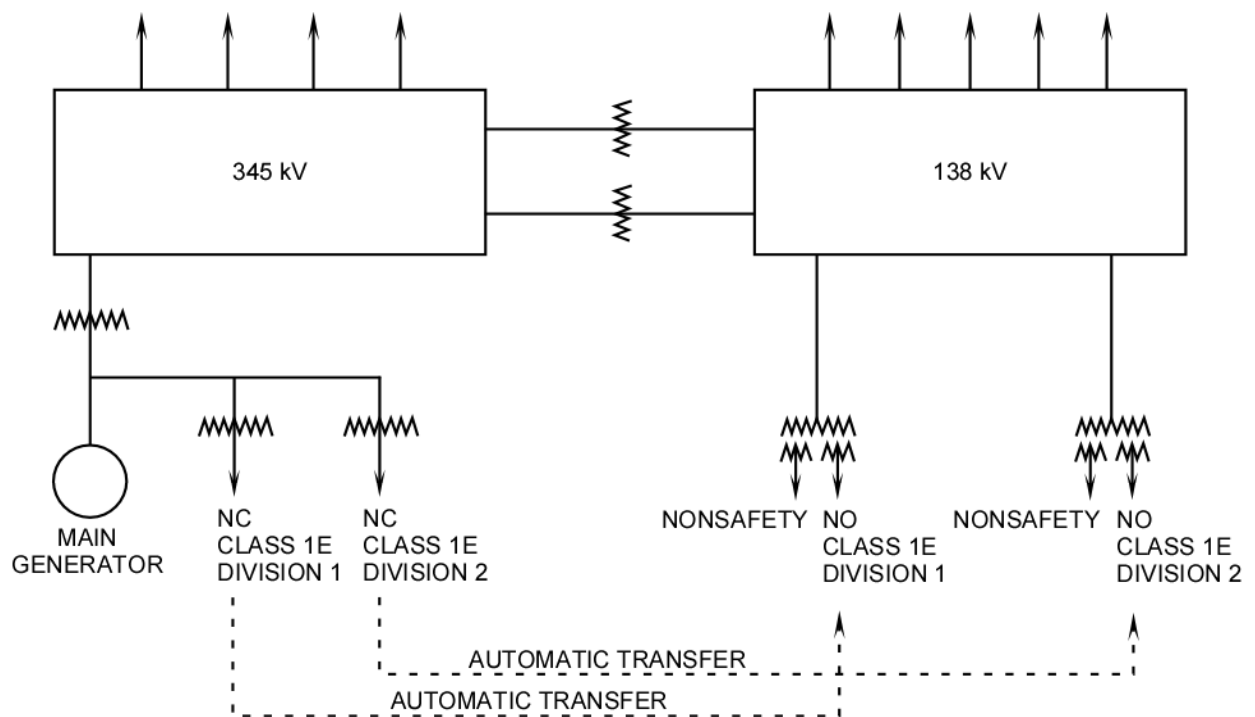 345 kV
138 kV
MAIN
GENERATOR
NC
CLASS 1E
DIVISION 1
NC
CLASS 1E
DIVISION 2
NONSAFETY
NO
CLASS 1E
DIVISION 1
NONSAFETY
NO
CLASS 1E
DIVISION 2
AUTOMATIC TRANSFER
AUTOMATIC TRANSFER